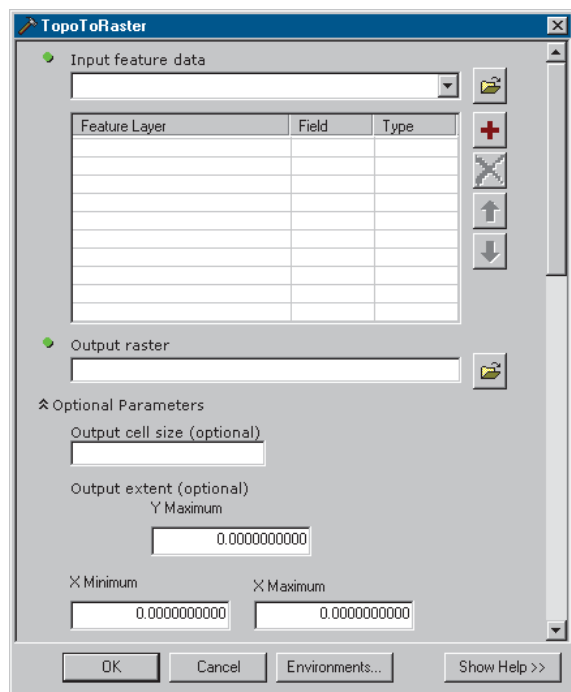 TopoToRaster
Input feature data
Feature Layer Field Type
Output raster
Optional Parameters
Output cell size (optional)
Output extent (optional)
Y Maximum
0.0000000000
X Minimum X Maximum
0.0000000000 0.0000000000
OK Cancel Environments... Show Help >>